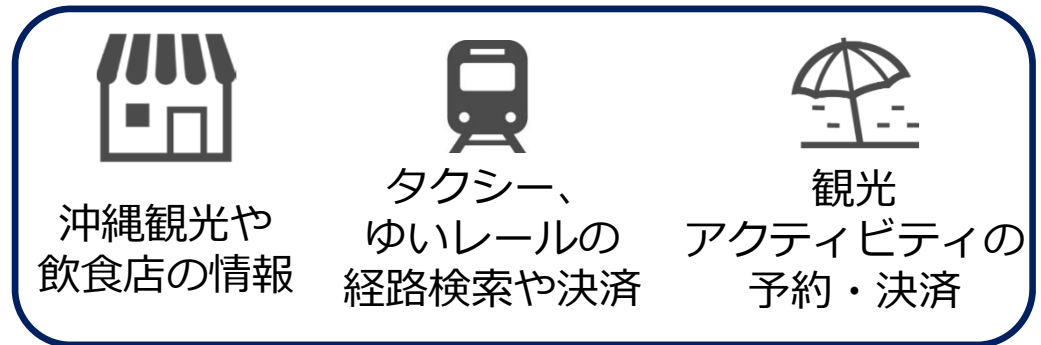 沖縄観光や
飲食店の情報
タクシー、
ゆいレールの
経路検索や決済
観光
アクティビティの
予約・決済